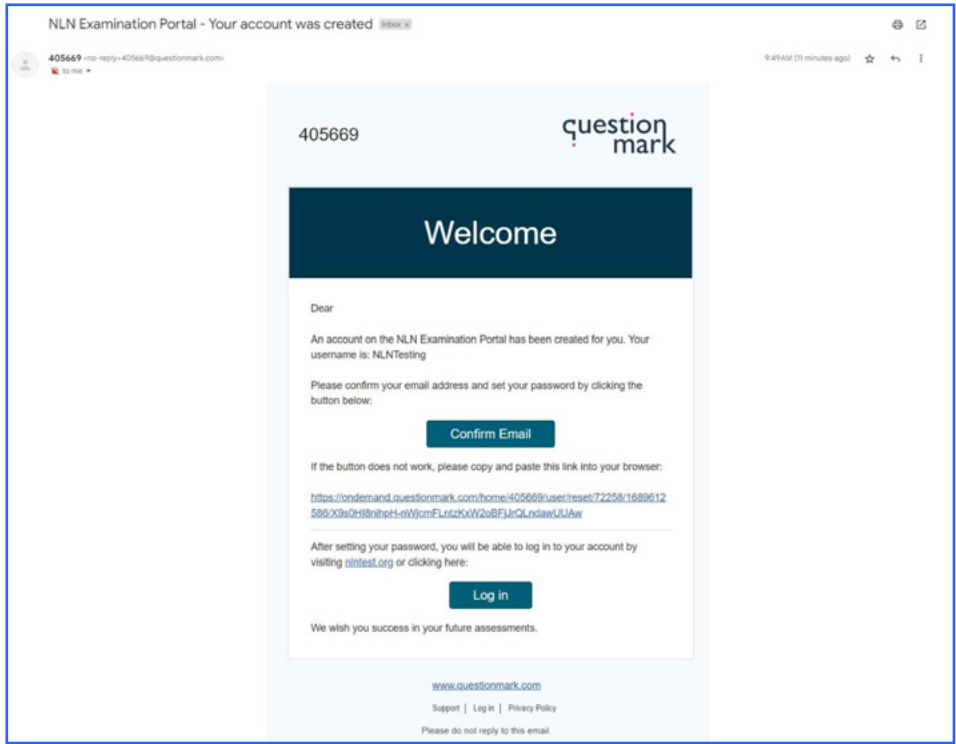 NLN Examination Portal - Your account was created Inbox x
405669 <no-reply+405669@questionmark.com> 9:49 AM (11 minutes ago)
to me
405669
question
mark
Welcome
Dear
An account on the NLN Examination Portal has been created for you. Your
username is: NLNTesting
Please confirm your email address and set your password by clicking the
button below:
Confirm Email
If the button does not work, please copy and paste this link into your browser:
https://ondemand.questionmark.com/home/405669/user/reset/72258/1689612
After setting your password, you will be able to log in to your account by
visiting nlntest.org or clicking here:
Log in
We wish you success in your future assessments.
www.questionmark.com
Support | Log in | Privacy Policy
Please do not reply to this email.